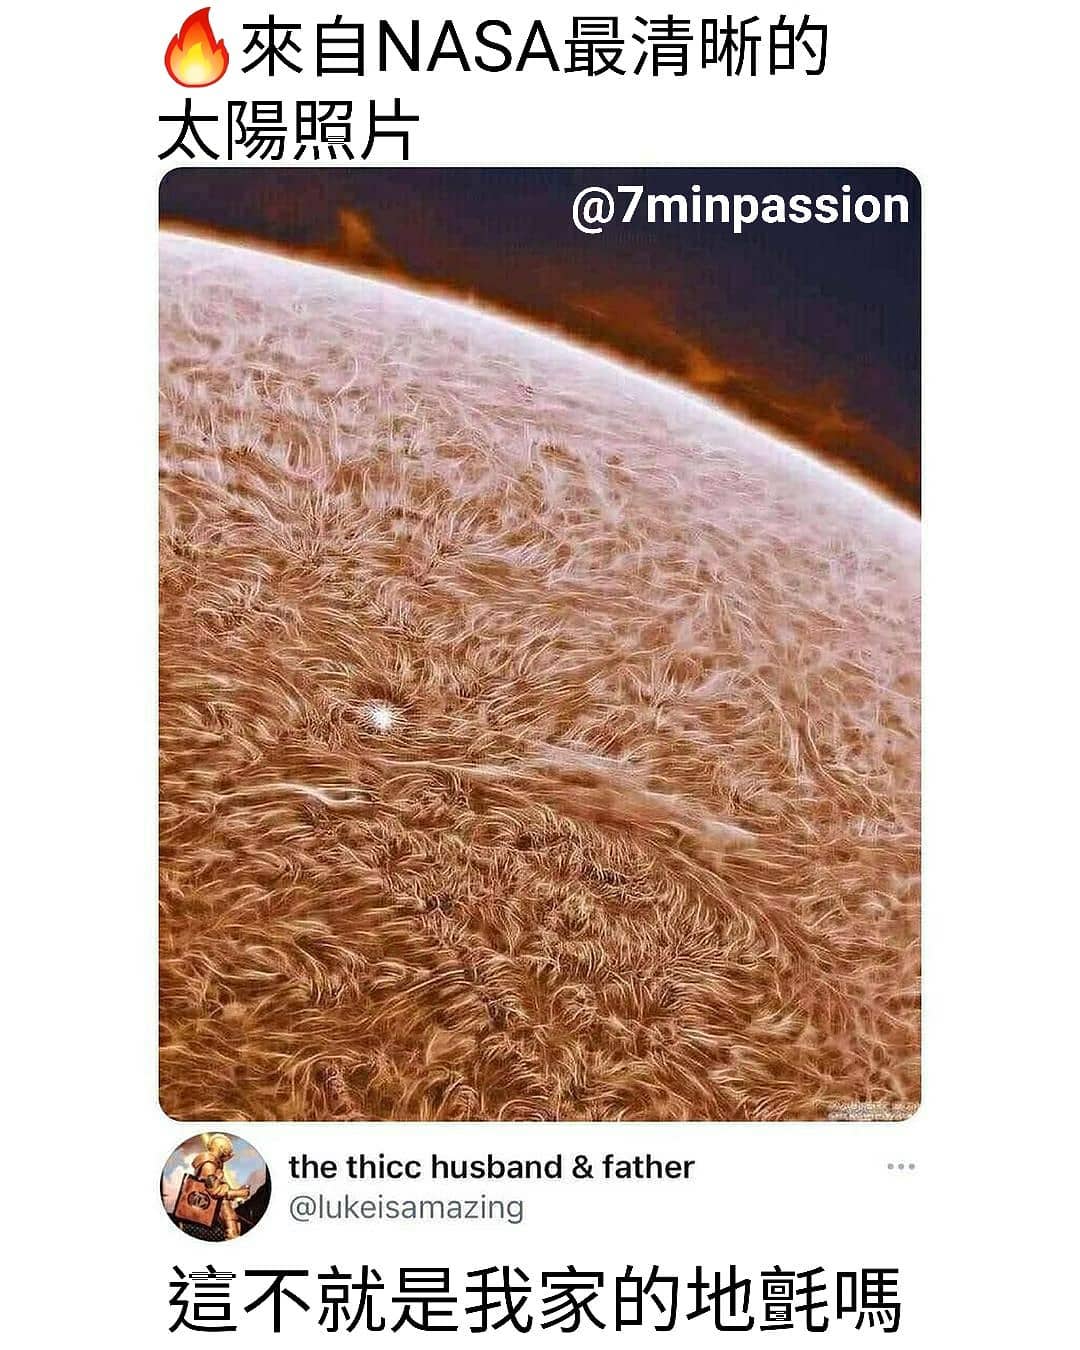 🔥來自NASA最清晰的
太陽照片
@7minpassion
the thicc husband & father
@lukeisamazing
這不就是我家的地氈嗎